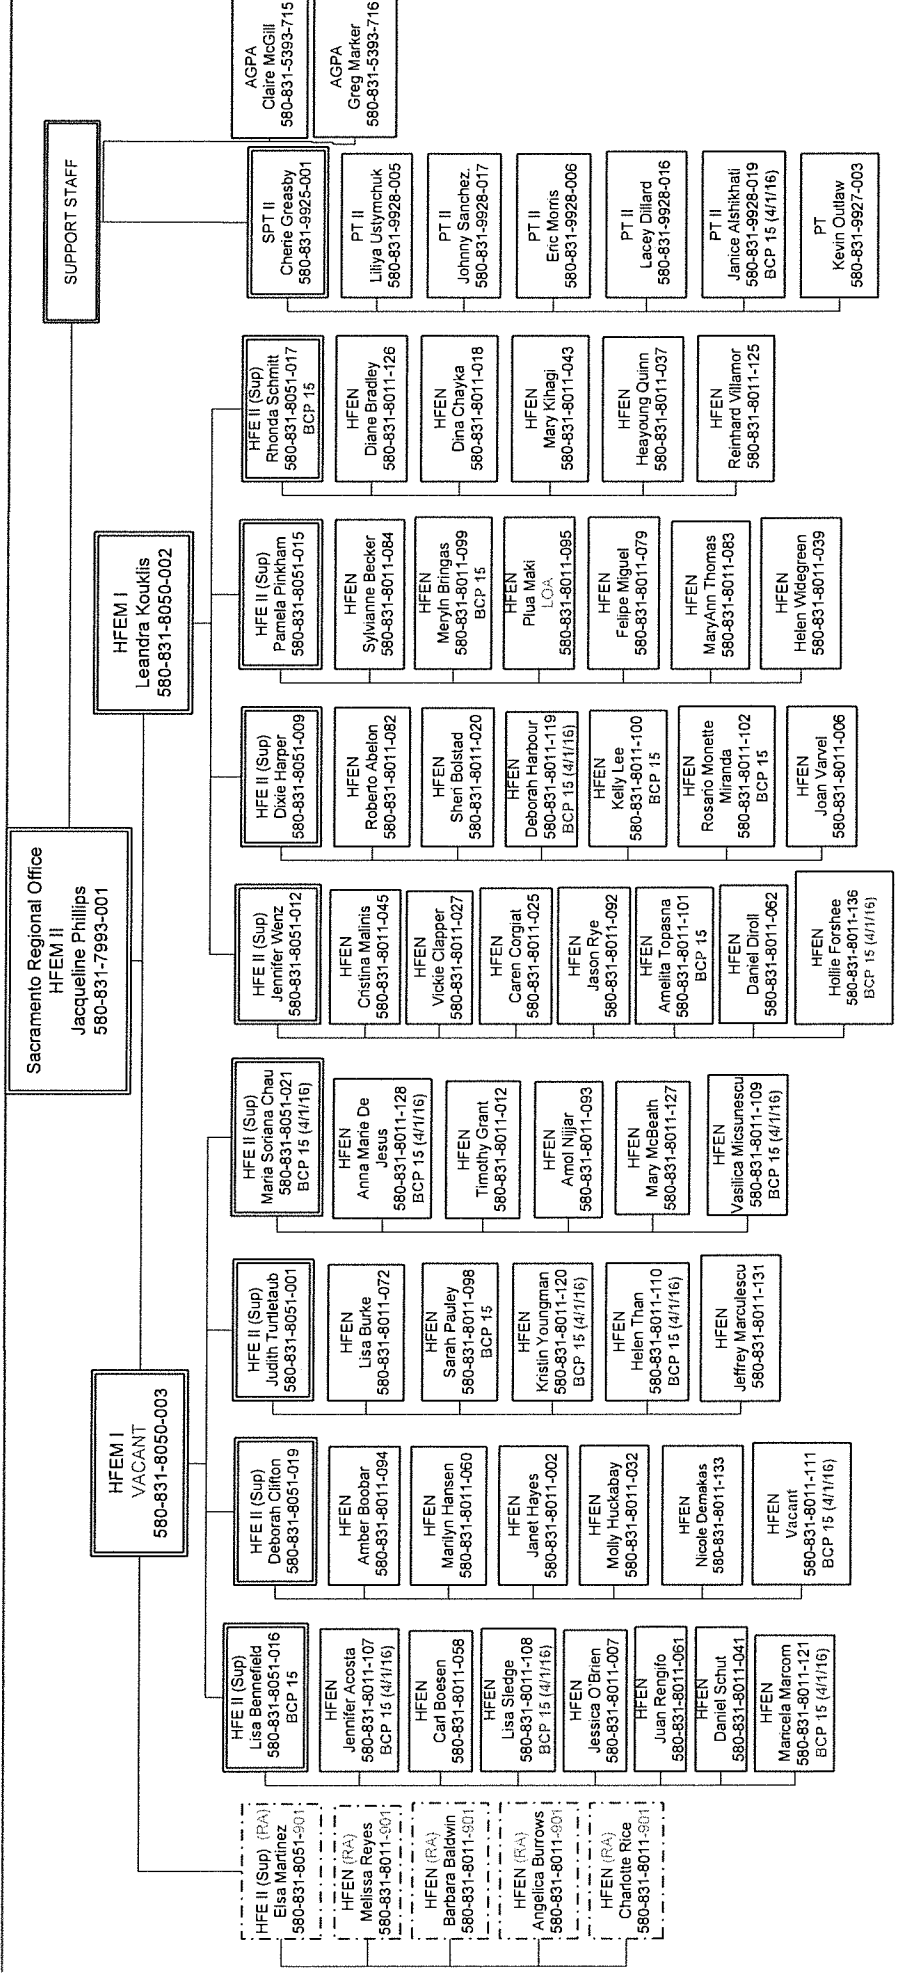 Sacramento Regional Office
HFEM II
Jacqueline Phillips
580-831-7993-001
SUPPORT STAFF
HFEM I
VACANT
580-831-8050-003
HFEM I
Leandra Kouklis
580-831-8050-002
HFE II (Sup) (RA)
Elsa Martinez
580-831-8051-901
HFEN (RA)
Melissa Reyes
580-831-8011-901
HFEN (RA)
Barbara Baldwin
580-831-8011-901
HFEN (RA)
Angelica Burrows
580-831-8011-901
HFEN (RA)
Charlotte Rice
580-831-8011-901
HFE II (Sup)
Lisa Bennefield
580-831-8051-016
BCP 15
HFEN
Jennifer Acosta
580-831-8011-107
BCP 15 (4/1/16)
HFEN
Carl Boesen
580-831-8011-058
HFEN
Lisa Sledge
580-831-8011-108
BCP 15 (4/1/16)
HFEN
Jessica O'Brien
580-831-8011-007
HFEN
Juan Rengifo
580-831-8011-061
HFEN
Daniel Schut
580-831-8011-041
HFEN
Maricela Marcom
580-831-8011-121
BCP 15 (4/1/16)
HFE II (Sup)
Deborah Clifton
580-831-8051-019
HFEN
Amber Boobar
580-831-8011-094
HFEN
Marilyn Hansen
580-831-8011-060
HFEN
Janet Hayes
580-831-8011-002
HFEN
Molly Huckabay
580-831-8011-032
HFEN
Nicole Demakas
580-831-8011-133
HFEN
Vacant
580-831-8011-111
BCP 15 (4/1/16)
HFE II (Sup)
Judith Turtletaub
580-831-8051-001
HFEN
Lisa Burke
580-831-8011-072
HFEN
Sarah Pauley
580-831-8011-098
BCP 15
HFEN
Kristin Youngman
580-831-8011-120
BCP 15 (4/1/16)
HFEN
Helen Than
580-831-8011-110
BCP 15 (4/1/16)
HFEN
Jeffrey Marculescu
580-831-8011-131
HFE II (Sup)
Maria Soriana Chau
580-831-8051-021
BCP 15 (4/1/16)
HFEN
Anna Marie De
Jesus
580-831-8011-128
BCP 15 (4/1/16)
HFEN
Timothy Grant
580-831-8011-012
HFEN
Amol Nijjar
580-831-8011-093
HFEN
Mary McBeath
580-831-8011-127
HFEN
Vasilica Micsunescu
580-831-8011-109
BCP 15 (4/1/16)
HFE II (Sup)
Jennifer Wenz
580-831-8051-012
HFEN
Cristina Malinis
580-831-8011-045
HFEN
Vickie Clapper
580-831-8011-027
HFEN
Caren Corgiat
580-831-8011-025
HFEN
Jason Rye
580-831-8011-092
HFEN
Amelita Topasna
580-831-8011-101
BCP 15
HFEN
Daniel Diroll
580-831-8011-062
HFEN
Hollie Forshee
580-831-8011-136
BCP 15 (4/1/16)
HFE II (Sup)
Dixie Harper
580-831-8051-009
HFEN
Roberto Abelon
580-831-8011-082
HFEN
Sheri Bolstad
580-831-8011-020
HFEN
Deborah Harbour
580-831-8011-119
BCP 15 (4/1/16)
HFEN
Kelly Lee
580-831-8011-100
BCP 15
HFEN
Rosario Monette
Miranda
580-831-8011-102
BCP 15
HFEN
Joan Varvel
580-831-8011-006
HFE II (Sup)
Pamela Pinkham
580-831-8051-015
HFEN
Sylvianne Becker
580-831-8011-084
HFEN
Meryln Bringas
580-831-8011-099
BCP 15
HFEN
Plua Maki
LOA
580-831-8011-095
HFEN
Felipe Miguel
580-831-8011-079
HFEN
MaryAnn Thomas
580-831-8011-083
HFEN
Helen Widegreen
580-831-8011-039
HFE II (Sup)
Rhonda Schmitt
580-831-8051-017
BCP 15
HFEN
Diane Bradley
580-831-8011-126
HFEN
Dina Chayka
580-831-8011-018
HFEN
Mary Kihagi
580-831-8011-043
HFEN
Heayoung Quinn
580-831-8011-037
HFEN
Reinhard Villamor
580-831-8011-125
SPT II
Cherie Greasby
580-831-9925-001
PT II
Liliya Ustymchuk
580-831-9928-005
PT II
Johnny Sanchez.
580-831-9928-017
PT II
Eric Morris
580-831-9928-006
PT II
Lacey Dillard
580-831-9928-016
PT II
Janice Alshikhati
580-831-9928-019
BCP 15 (4/1/16)
PT
Kevin Outlaw
580-831-9927-003
AGPA
Claire McGill
580-831-5393-715
AGPA
Greg Marker
580-831-5393-716